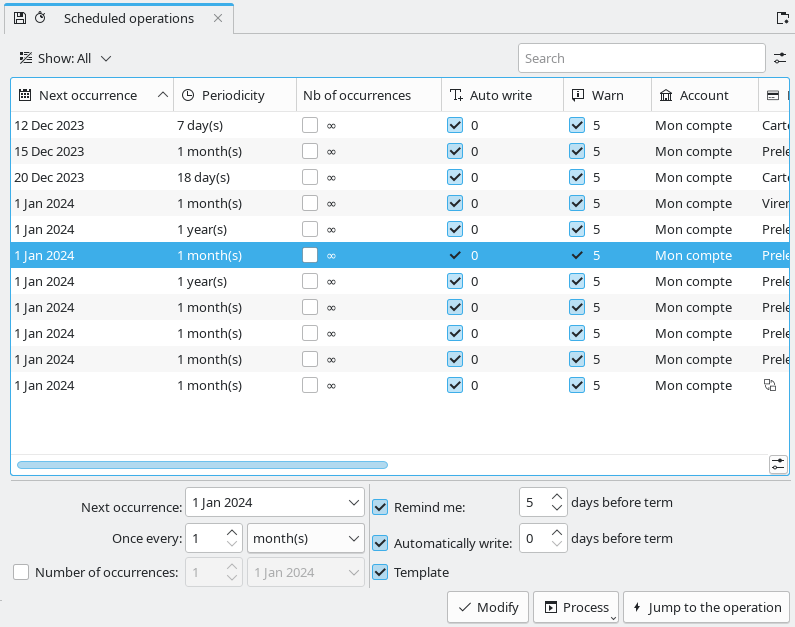 Scheduled operations
Show: All
Search
Next occurrence Periodicity Nb of occurrences Auto write Warn Account
12 Dec 2023 7 day(s) ∞ 0 5 Mon compte Carte
15 Dec 2023 1 month(s) ∞ 0 5 Mon compte Prele
20 Dec 2023 18 day(s) ∞ 0 5 Mon compte Carte
1 Jan 2024 1 month(s) ∞ 0 5 Mon compte Virer
1 Jan 2024 1 year(s) ∞ 0 5 Mon compte Prele
1 Jan 2024 1 month(s) ∞ 0 5 Mon compte Prele
1 Jan 2024 1 year(s) ∞ 0 5 Mon compte Prele
1 Jan 2024 1 month(s) ∞ 0 5 Mon compte Prele
1 Jan 2024 1 month(s) ∞ 0 5 Mon compte Prele
1 Jan 2024 1 month(s) ∞ 0 5 Mon compte Prele
1 Jan 2024 1 month(s) ∞ 0 5 Mon compte
Next occurrence: 1 Jan 2024 Remind me: 5 days before term
Once every: 1 month(s) Automatically write: 0 days before term
Number of occurrences: 1 1 Jan 2024 Template
Modify Process Jump to the operation